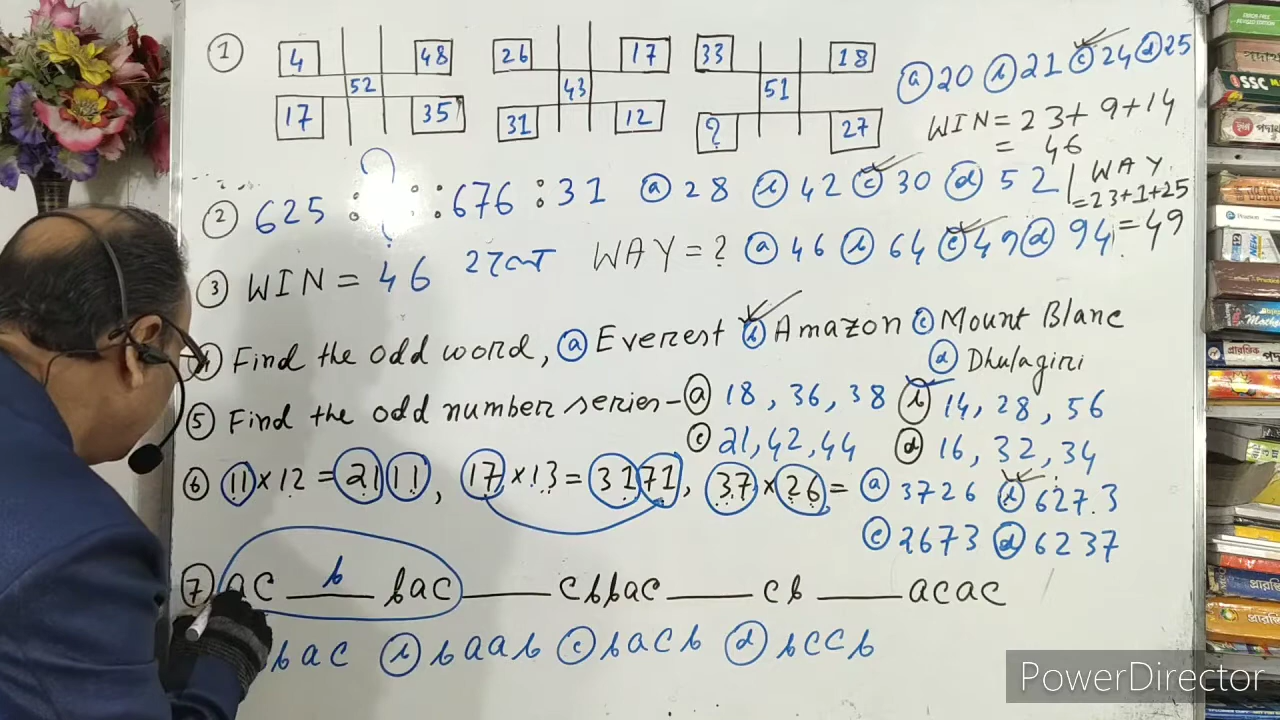 ① 4 48 52 17 35 26 17 43 31 12 33 18 51 ? 27 ⓐ 20 ⓑ 21 ⓒ 24 ⓓ 25
WIN = 23 + 9 + 14
= 46
② 625 : ? :: 676 : 31 ⓐ 28 ⓑ 42 ⓒ 30 ⓓ 52
WAY
= 23+1+25
= 49
③ WIN = 46 WAY = ? ⓐ 46 ⓑ 64 ⓒ 49 ⓓ 94
④ Find the odd word, ⓐ Everest ⓑ Amazon ⓒ Mount Blanc
ⓓ Dhulagiri
⑤ Find the odd number series - ⓐ 18, 36, 38 ⓑ 14, 28, 56
ⓒ 21, 42, 44 ⓓ 16, 32, 34
⑥ 11 × 12 = 2111, 17 × 13 = 3171, 37 × 26 = ⓐ 3726 ⓑ 6273
ⓒ 2673 ⓓ 6237
⑦ ac __b__ bac ____ cbbac ____ cb ____ acac
bac ⓑ baab ⓒ bacb ⓓ bccb
PowerDirector
SSC